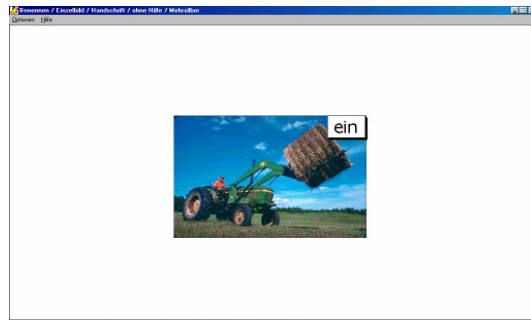 Benennen / Einzelbild / Handschrift / ohne Hilfe / Mehrsilber
Optionen Hilfe
ein